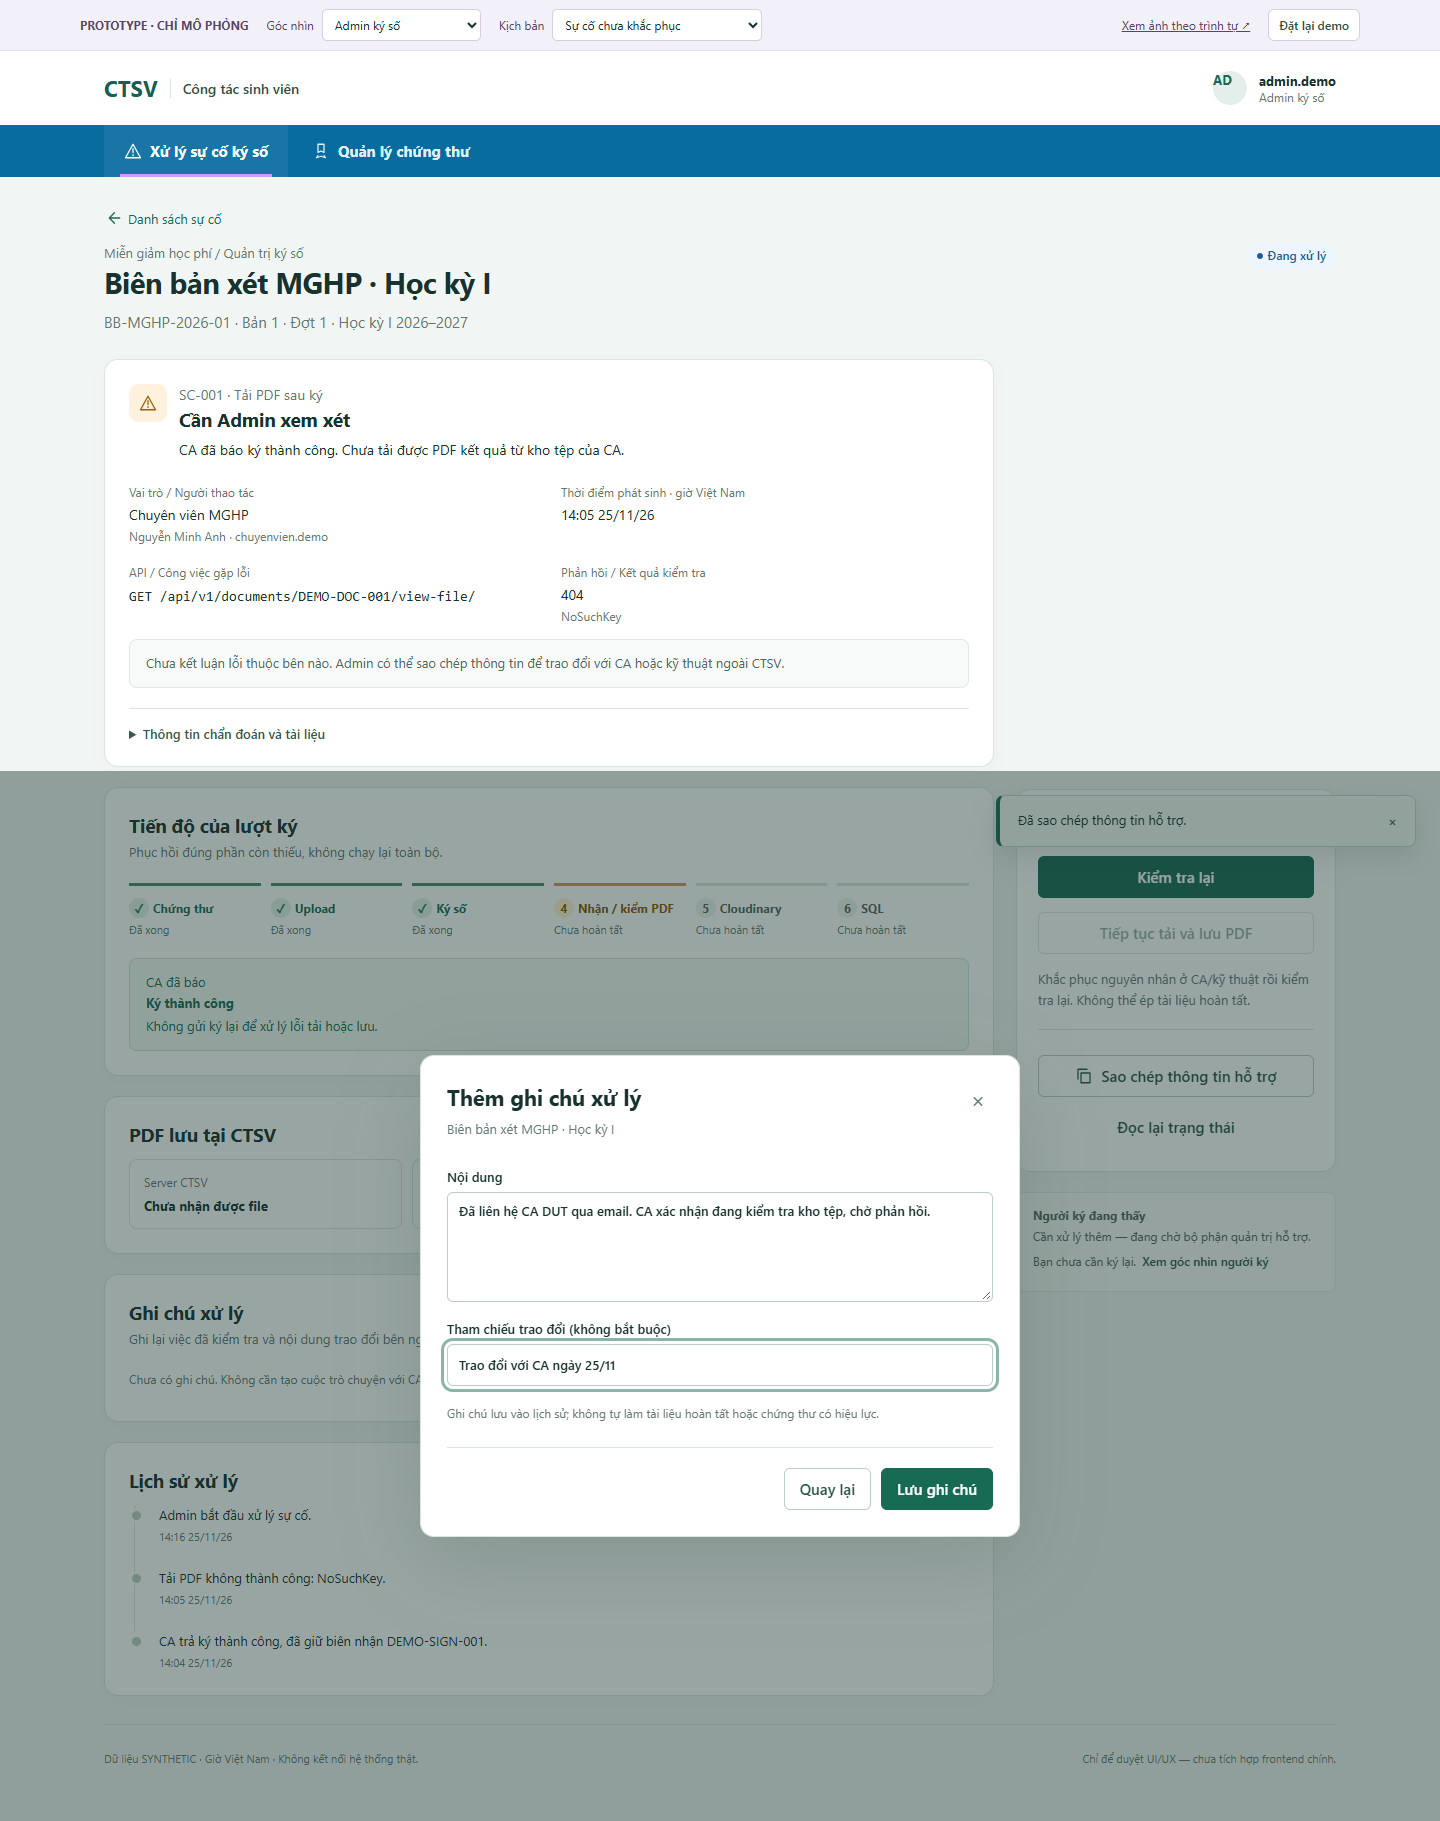 PROTOTYPE · CHỈ MÔ PHỎNG Góc nhìn Admin ký số Kịch bản Sự cố chưa khắc phục Xem ảnh theo trình tự ↗ Đặt lại demo
CTSV Công tác sinh viên
AD admin.demo
Admin ký số
Xử lý sự cố ký số Quản lý chứng thư
← Danh sách sự cố
Miễn giảm học phí / Quản trị ký số
Đang xử lý
Biên bản xét MGHP · Học kỳ I
BB-MGHP-2026-01 · Bản 1 · Đợt 1 · Học kỳ I 2026–2027
SC-001 · Tải PDF sau ký
Cần Admin xem xét
CA đã báo ký thành công. Chưa tải được PDF kết quả từ kho tệp của CA.
Vai trò / Người thao tác
Chuyên viên MGHP
Nguyễn Minh Anh · chuyenvien.demo
Thời điểm phát sinh · giờ Việt Nam
14:05 25/11/26
API / Công việc gặp lỗi
GET /api/v1/documents/DEMO-DOC-001/view-file/
Phản hồi / Kết quả kiểm tra
404
NoSuchKey
Chưa kết luận lỗi thuộc bên nào. Admin có thể sao chép thông tin để trao đổi với CA hoặc kỹ thuật ngoài CTSV.
Thông tin chẩn đoán và tài liệu
Tiến độ của lượt ký
Phục hồi đúng phần còn thiếu, không chạy lại toàn bộ.
✓ Chứng thư
Đã xong
✓ Upload
Đã xong
✓ Ký số
Đã xong
4 Nhận / kiểm PDF
Chưa hoàn tất
5 Cloudinary
Chưa hoàn tất
6 SQL
Chưa hoàn tất
CA đã báo
Ký thành công
Không gửi ký lại để xử lý lỗi tải hoặc lưu.
Đã sao chép thông tin hỗ trợ. ×
Kiểm tra lại
Tiếp tục tải và lưu PDF
Khắc phục nguyên nhân ở CA/kỹ thuật rồi kiểm
tra lại. Không thể ép tài liệu hoàn tất.
Sao chép thông tin hỗ trợ
Đọc lại trạng thái
Người ký đang thấy
Cần xử lý thêm — đang chờ bộ phận quản trị hỗ trợ.
Bạn chưa cần ký lại. Xem góc nhìn người ký
PDF lưu tại CTSV
Server CTSV
Chưa nhận được file
Ghi chú xử lý
Ghi lại việc đã kiểm tra và nội dung trao đổi bên
Chưa có ghi chú. Không cần tạo cuộc trò chuyện với
Thêm ghi chú xử lý ×
Biên bản xét MGHP · Học kỳ I
Nội dung
Đã liên hệ CA DUT qua email. CA xác nhận đang kiểm tra kho tệp, chờ phản hồi.
Tham chiếu trao đổi (không bắt buộc)
Trao đổi với CA ngày 25/11
Ghi chú lưu vào lịch sử; không tự làm tài liệu hoàn tất hoặc chứng thư có hiệu lực.
Quay lại Lưu ghi chú
Lịch sử xử lý
Admin bắt đầu xử lý sự cố.
14:16 25/11/26
Tải PDF không thành công: NoSuchKey.
14:05 25/11/26
CA trả ký thành công, đã giữ biên nhận DEMO-SIGN-001.
14:04 25/11/26
Dữ liệu SYNTHETIC · Giờ Việt Nam · Không kết nối hệ thống thật.
Chỉ để duyệt UI/UX — chưa tích hợp frontend chính.